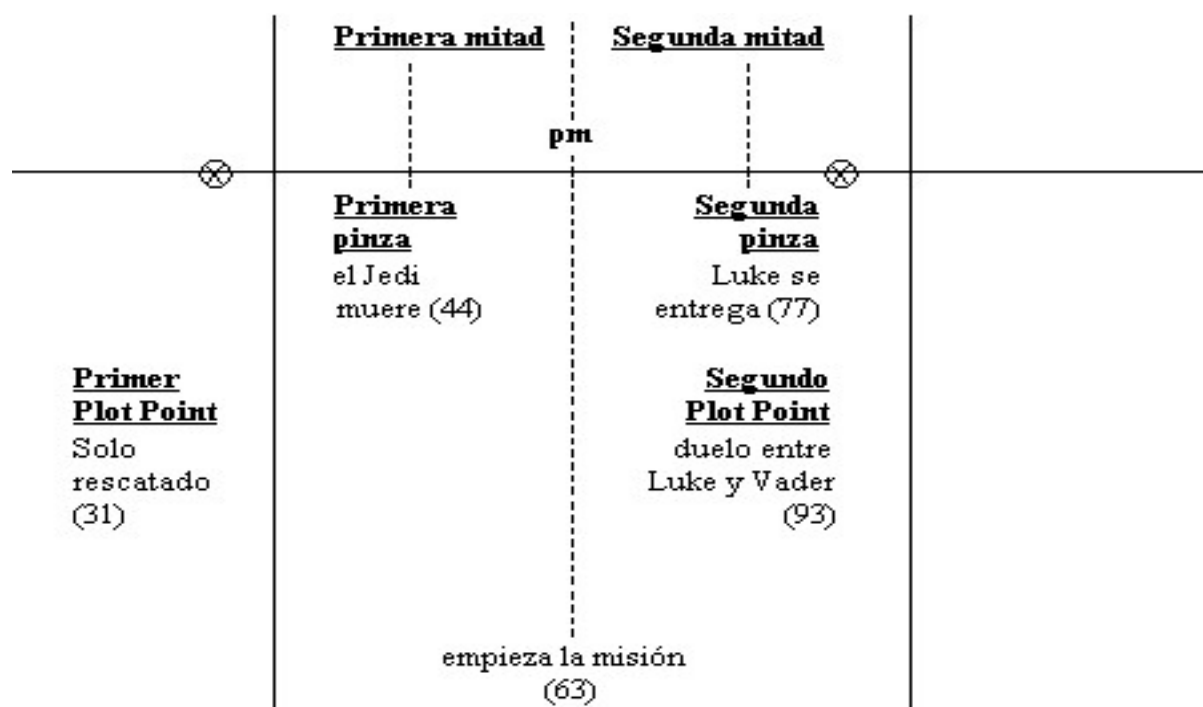 Primera mitad
Segunda mitad
pm
Primera
pinza
el Jedi
muere (44)
Segunda
pinza
Luke se
entrega (77)
Primer
Plot Point
Solo
rescatado
(31)
Segundo
Plot Point
duelo entre
Luke y Vader
(93)
empieza la misión
(63)